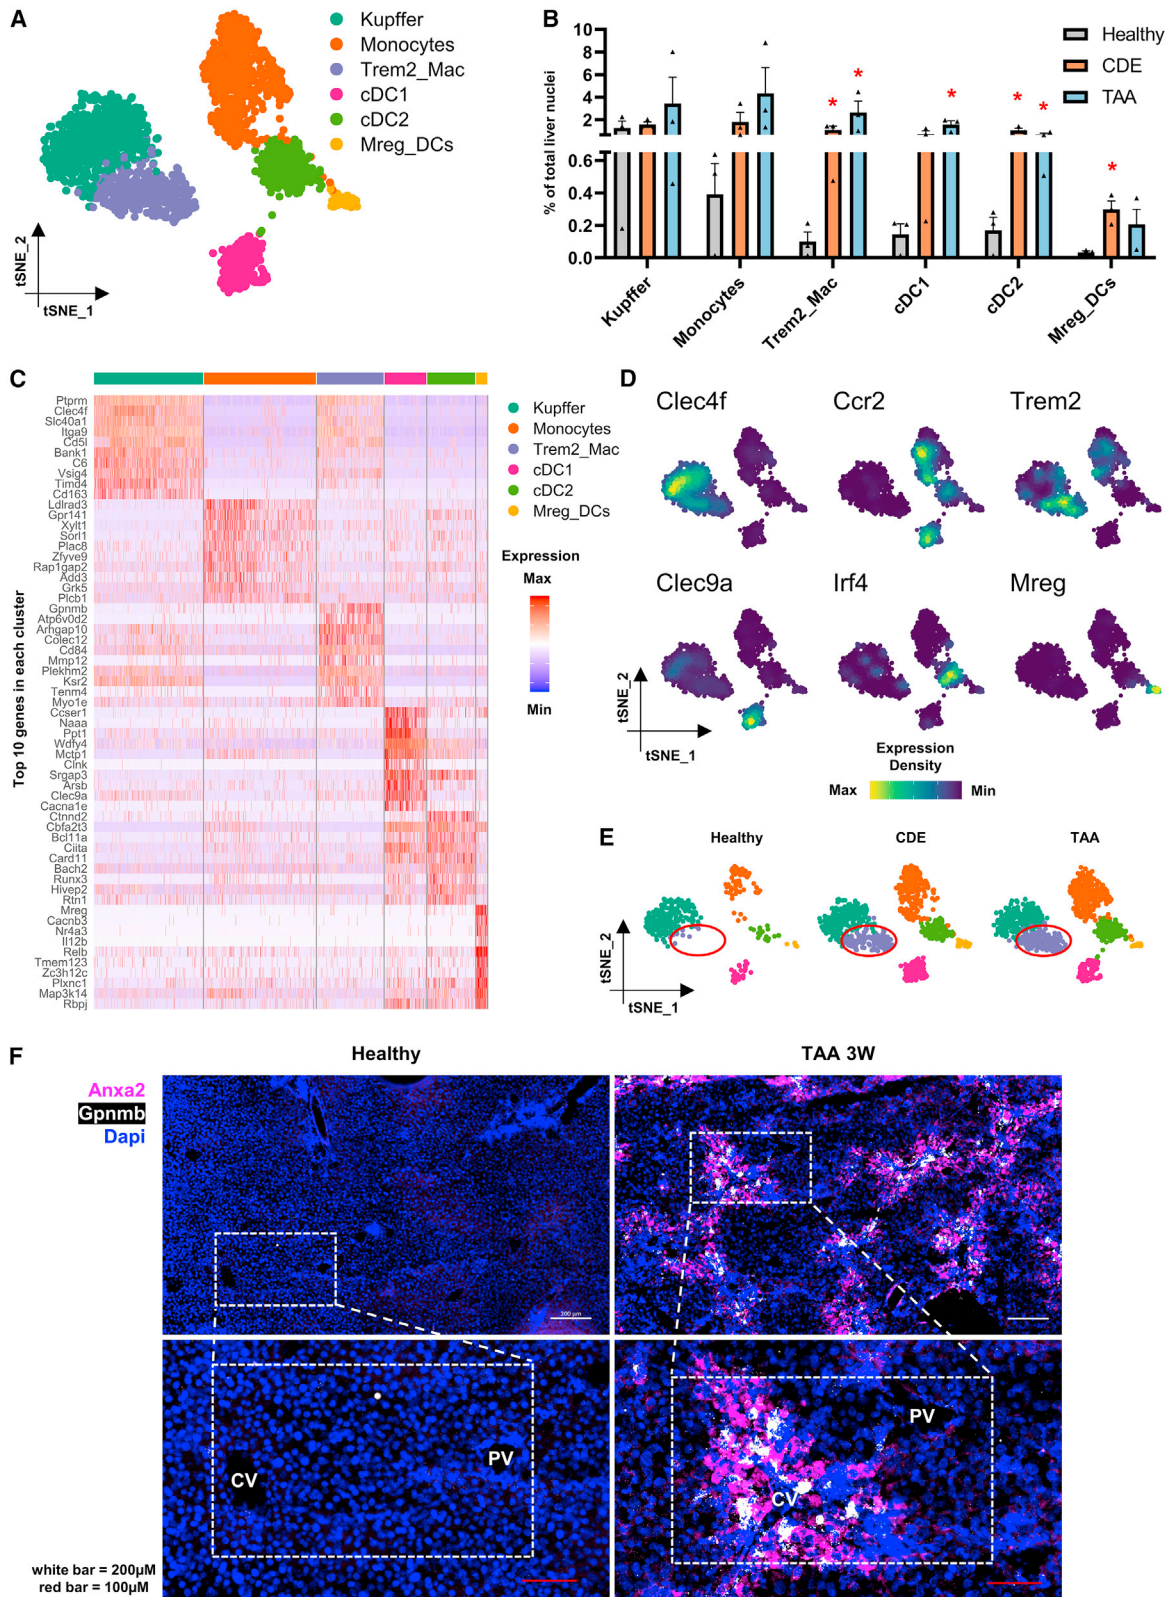 A
Kupffer
Monocytes
Trem2_Mac
cDC1
cDC2
Mreg_DCs
tSNE_2
tSNE_1
B
Healthy
CDE
TAA
% of total liver nuclei
10
8
6
4
2
0.6
0.4
0.2
0.0
* * * * * *
Kupffer
Monocytes
Trem2_Mac
cDC1
cDC2
Mreg_DCs
C
Top 10 genes in each cluster
Ptprm
Clec4f
Slc40a1
Itga9
Cd5l
Bank1
C6
Vsig4
Timd4
Cd163
Ldlrad3
Gpr141
Xylt1
Sorl1
Plac8
Zfyve9
Rap1gap2
Add3
Grk5
Plcb1
Gpnmb
Atp6v0d2
Arhgap10
Colec12
Cd84
Mmp12
Plekhm2
Ksr2
Tenm4
Myo1e
Ccser1
Naaa
Ppt1
Wdfy4
Mctp1
Clnk
Srgap3
Arsb
Clec9a
Cacna1e
Ctnnd2
Cbfa2t3
Bcl11a
Ciita
Card11
Bach2
Runx3
Hivep2
Rtn1
Mreg
Cacnb3
Nr4a3
Il12b
Relb
Tmem123
Zc3h12c
Plxnc1
Map3k14
Rbpj
Kupffer
Monocytes
Trem2_Mac
cDC1
cDC2
Mreg_DCs
Expression
Max
Min
D
Clec4f
Ccr2
Trem2
Clec9a
Irf4
Mreg
tSNE_2
tSNE_1
Expression
Density
Max
Min
E
Healthy
CDE
TAA
tSNE_2
tSNE_1
F
Healthy
TAA 3W
Anxa2
Gpnmb
Dapi
200 µm
CV
PV
CV
PV
white bar = 200µM
red bar = 100µM